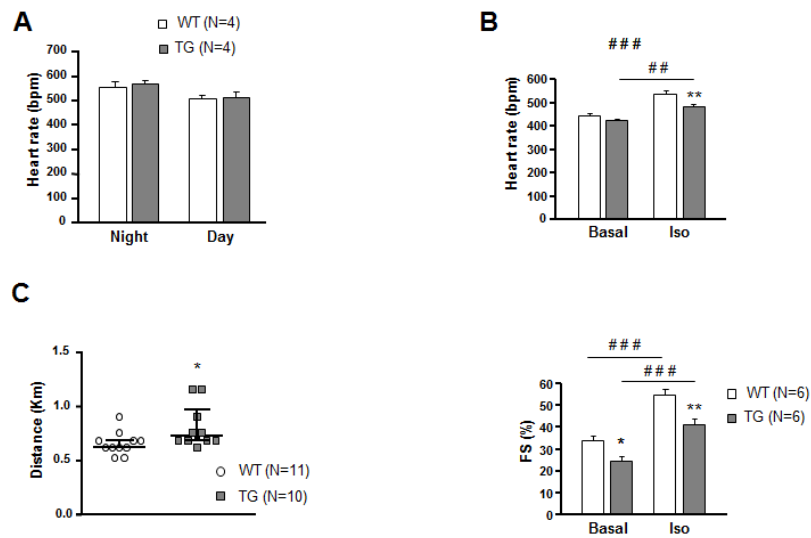 A
WT (N=4)
TG (N=4)
Heart rate (bpm)
700
600
500
400
300
200
100
0
Night Day
B
###
##
**
Heart rate (bpm)
600
500
400
300
200
100
0
Basal Iso
C
*
Distance (Km)
1.5
1.0
0.5
0.0
WT (N=11)
TG (N=10)
###
###
**
*
FS (%)
60
50
40
30
20
10
0
Basal Iso
WT (N=6)
TG (N=6)